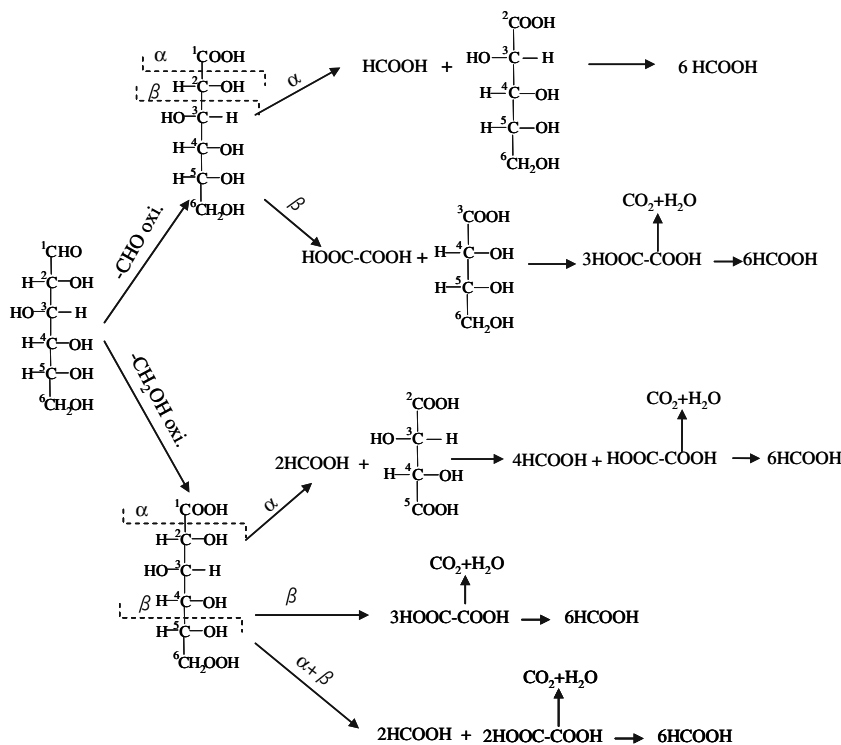 ¹CHO
H—²C—OH
HO—³C—H
H—⁴C—OH
H—⁵C—OH
⁶CH₂OH
-CHO oxi.
-CH₂OH oxi.
α
¹COOH
H—²C—OH
β
HO—³C—H
H—⁴C—OH
H—⁵C—OH
⁶CH₂OH
α
HCOOH +
²COOH
HO—³C—H
H—⁴C—OH
H—⁵C—OH
⁶CH₂OH
6 HCOOH
β
HOOC-COOH +
³COOH
H—⁴C—OH
H—⁵C—OH
⁶CH₂OH
CO₂+H₂O
3HOOC-COOH
6HCOOH
α
¹COOH
H—²C—OH
HO—³C—H
β
H—⁴C—OH
H—⁵C—OH
⁶CH₂OOH
α
2HCOOH +
²COOH
HO—³C—H
H—⁴C—OH
⁵COOH
4HCOOH + HOOC-COOH
CO₂+H₂O
6HCOOH
β
CO₂+H₂O
3HOOC-COOH
6HCOOH
α+β
CO₂+H₂O
2HCOOH + 2HOOC-COOH
6HCOOH